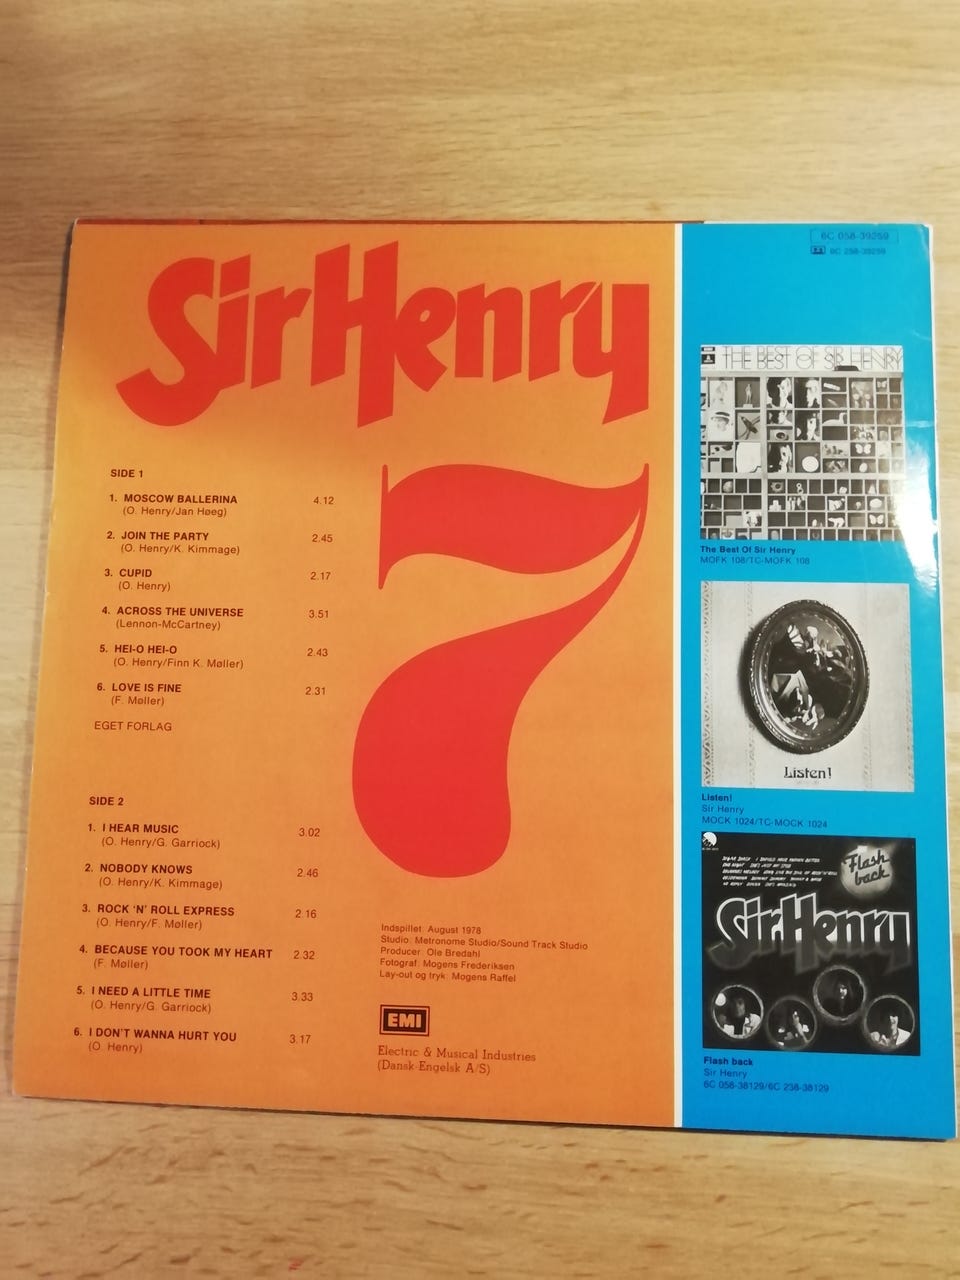 Sir Henry
7
SIDE 1
1. MOSCOW BALLERINA 4.12
(O. Henry/Jan Høeg)
2. JOIN THE PARTY 2.45
(O. Henry/K. Kimmage)
3. CUPID 2.17
(O. Henry)
4. ACROSS THE UNIVERSE 3.51
(Lennon-McCartney)
5. HEI-O HEI-O 2.43
(O. Henry/Finn K. Møller)
6. LOVE IS FINE 2.31
(F. Møller)
EGET FORLAG
SIDE 2
1. I HEAR MUSIC 3.02
(O. Henry/G. Garriock)
2. NOBODY KNOWS 2.46
(O. Henry/K. Kimmage)
3. ROCK 'N' ROLL EXPRESS 2.16
(O. Henry/F. Møller)
4. BECAUSE YOU TOOK MY HEART 2.32
(F. Møller)
5. I NEED A LITTLE TIME 3.33
(O. Henry/G. Garriock)
6. I DON'T WANNA HURT YOU 3.17
(O. Henry)
Indspillet: August 1978
Studio: Metronome Studio/Sound Track Studio
Producer: Ole Bredahl
Fotograf: Mogens Frederiksen
Lay-out og tryk: Mogens Raffel
EMI
Electric & Musical Industries
(Dansk-Engelsk A/S)
6C 058-39259
6C 258-39259
THE BEST OF SIR HENRY
The Best Of Sir Henry
MOFK 108/TC-MOFK 108
Listen!
Listen!
Sir Henry
MOCK 1024/TC-MOCK 1024
Flash
back
Sir Henry
Flash back
Sir Henry
6C 058-38129/6C 238-38129